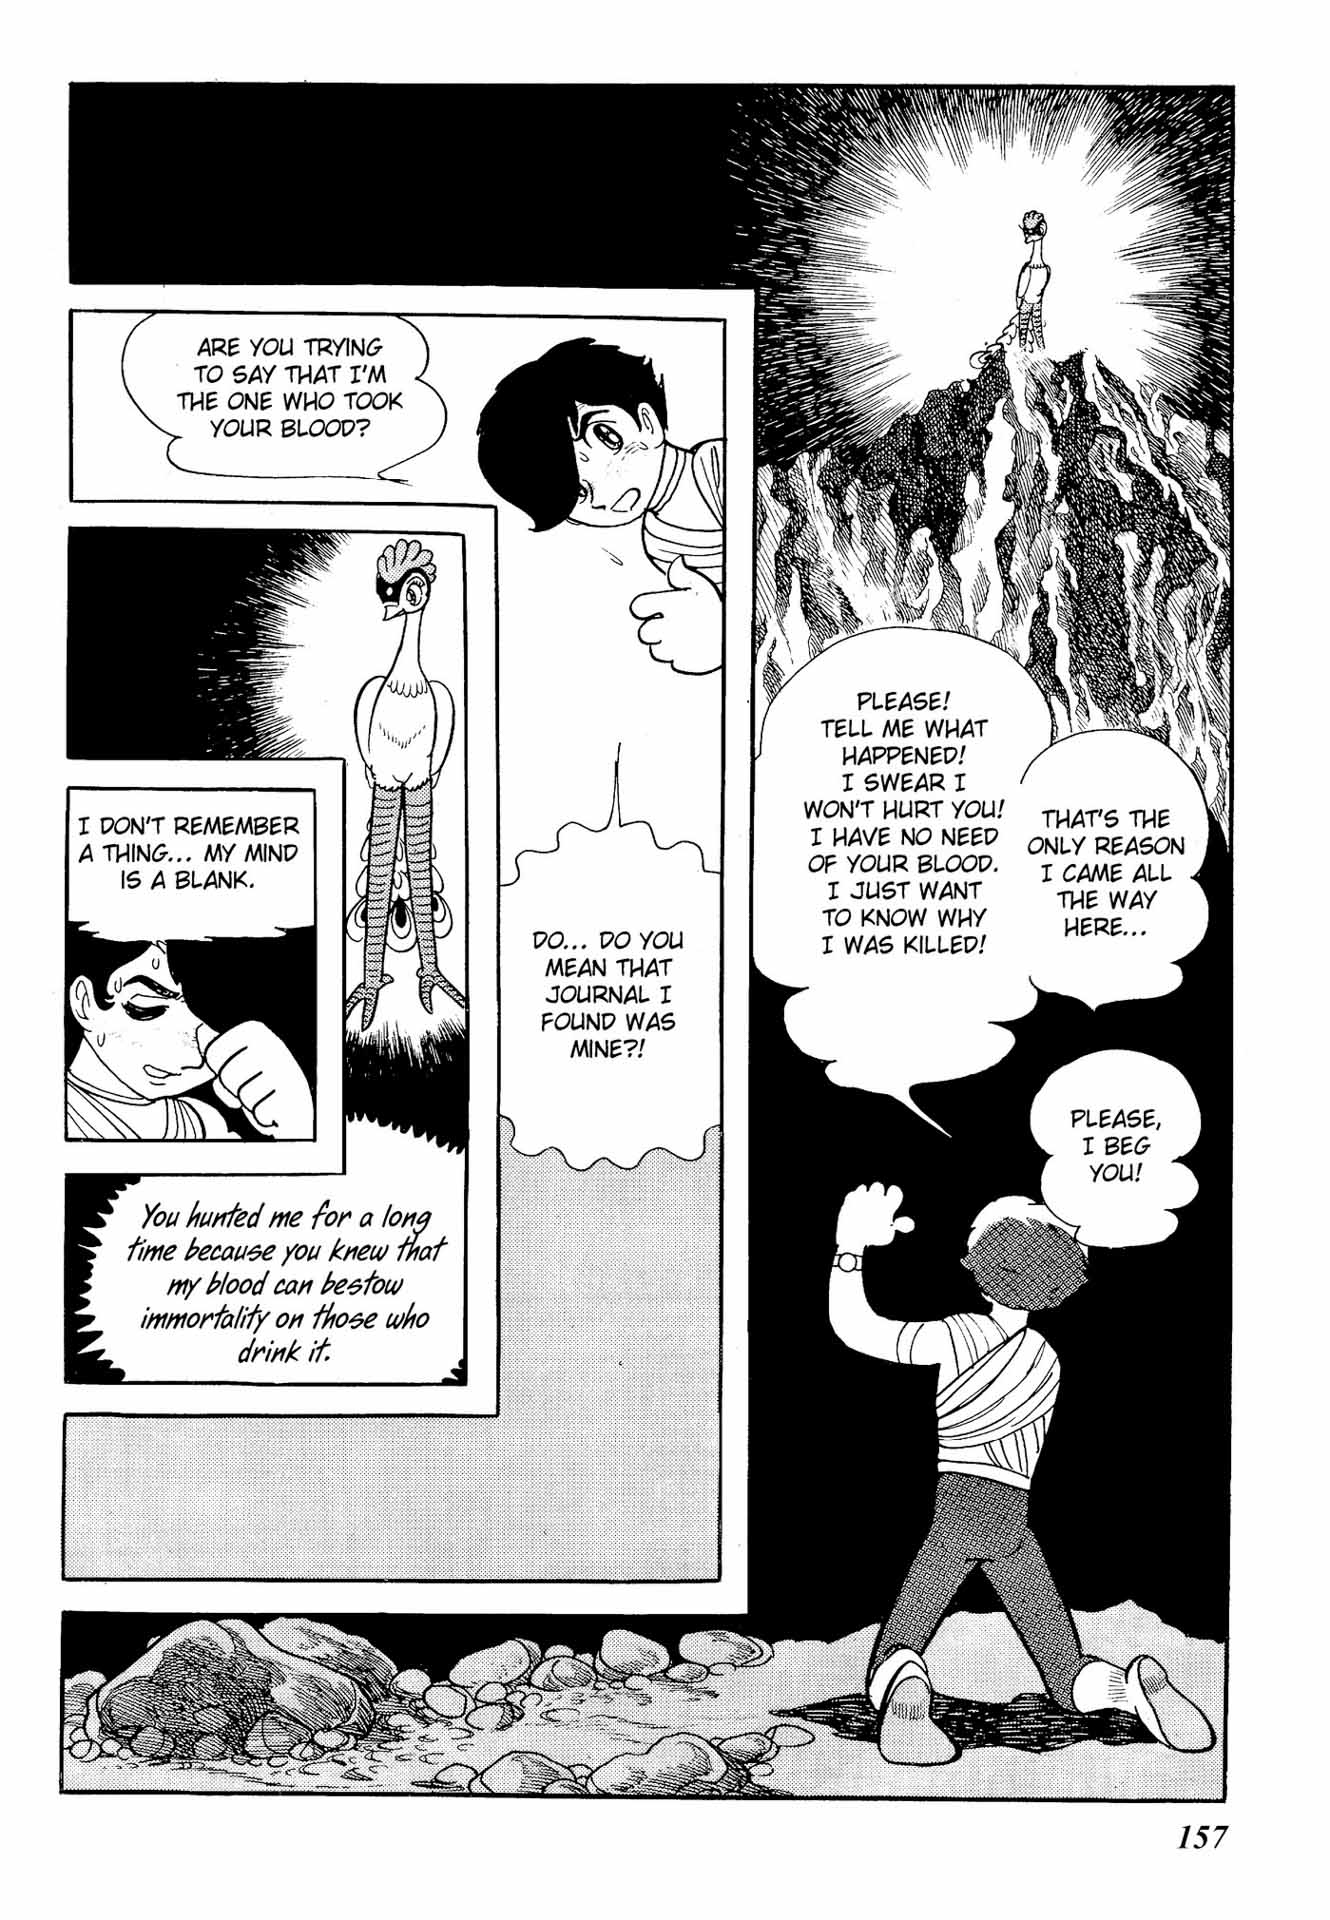 PLEASE!
TELL ME WHAT
HAPPENED!
I SWEAR I
WON'T HURT YOU!
I HAVE NO NEED
OF YOUR BLOOD.
I JUST WANT
TO KNOW WHY
I WAS KILLED!
THAT'S THE
ONLY REASON
I CAME ALL
THE WAY
HERE...
PLEASE,
I BEG
YOU!
ARE YOU TRYING
TO SAY THAT I'M
THE ONE WHO TOOK
YOUR BLOOD?
DO... DO YOU
MEAN THAT
JOURNAL I
FOUND WAS
MINE?!
You hunted me for a long
time because you knew that
my blood can bestow
immortality on those who
drink it.
I DON'T REMEMBER
A THING... MY MIND
IS A BLANK.
157